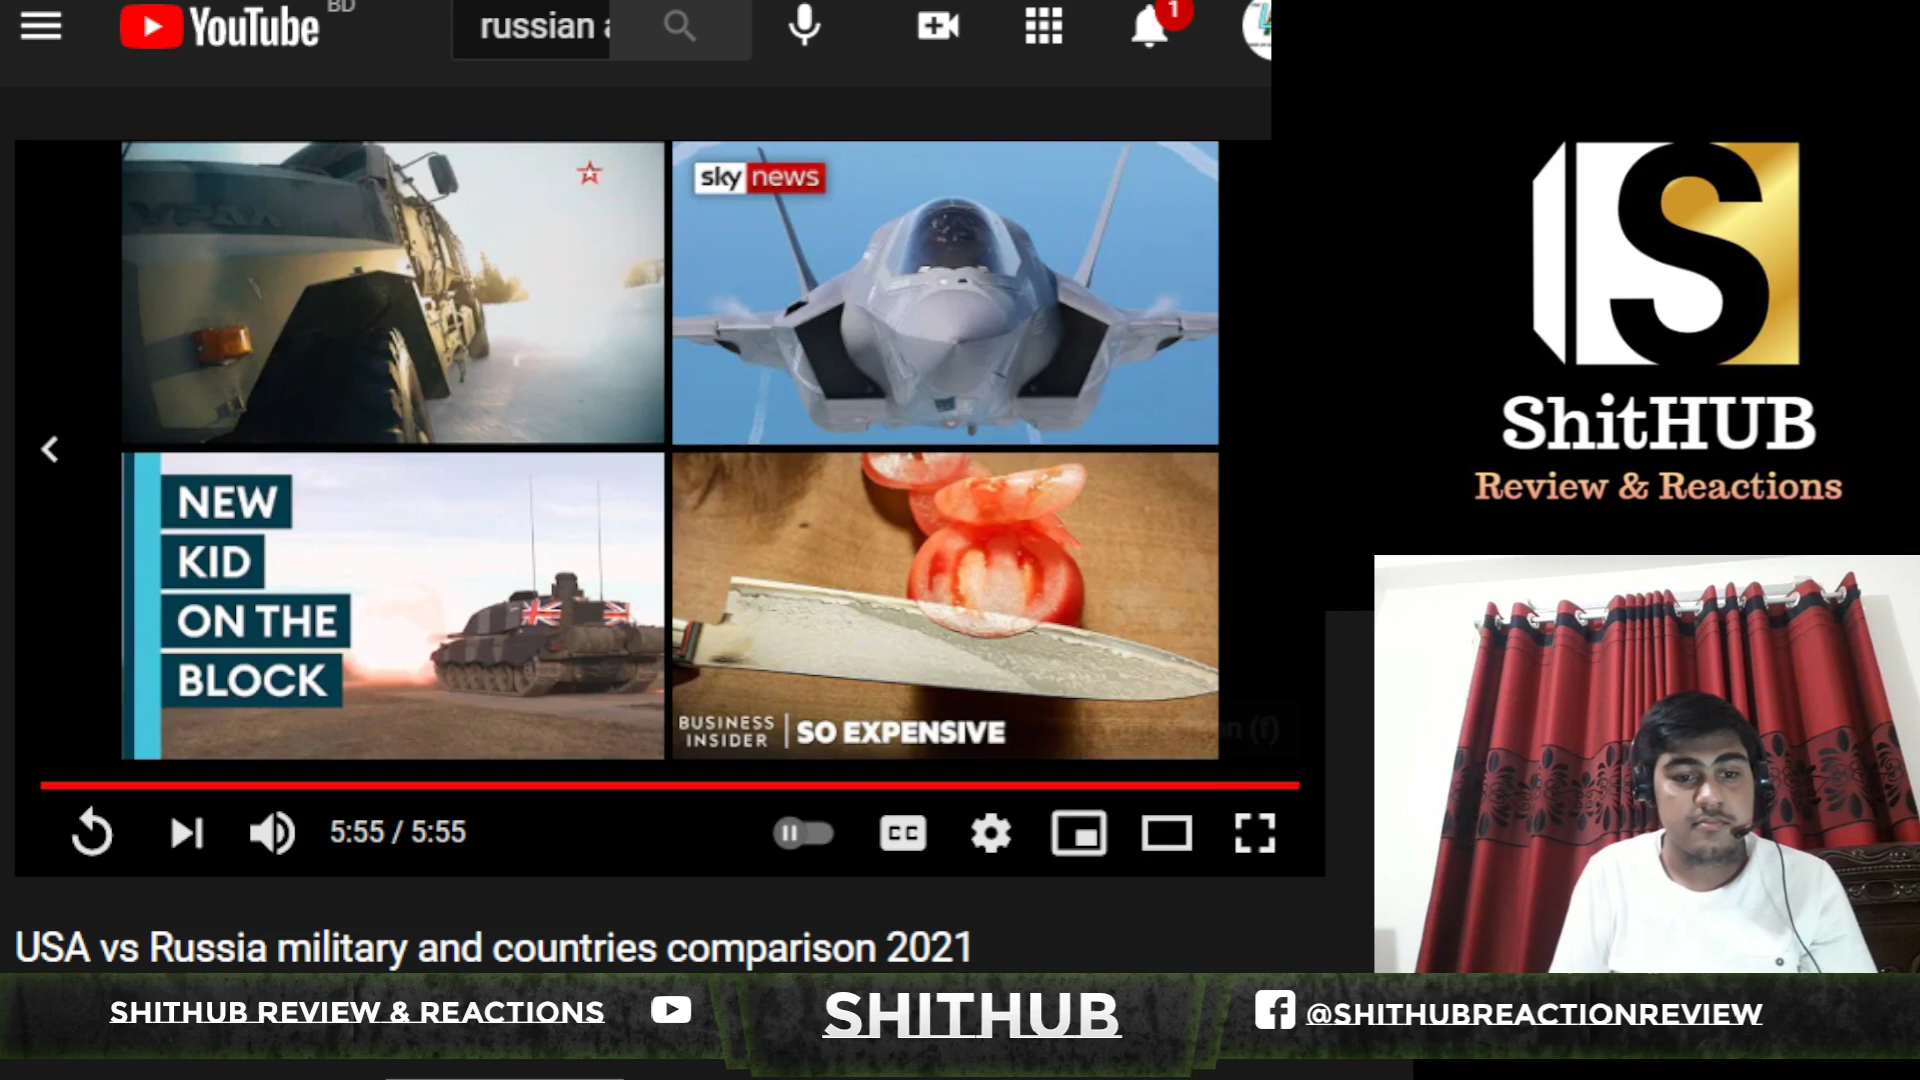 BD
YouTube
russian
1
sky news
NEW
KID
ON THE
BLOCK
BUSINESS
INSIDER
SO EXPENSIVE
(f)
5:55 / 5:55
CC
USA vs Russia military and countries comparison 2021
S
ShitHUB
Review & Reactions
SHITHUB REVIEW & REACTIONS
SHITHUB
@SHITHUBREACTIONREVIEW